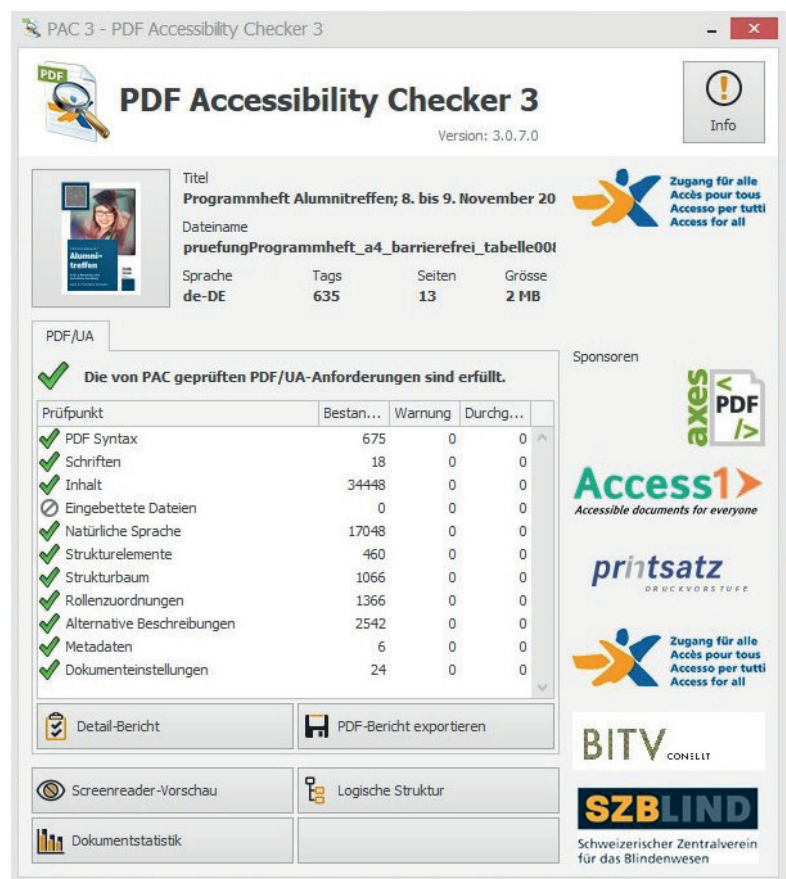 PAC 3 - PDF Accessibility Checker 3
PDF
PDF Accessibility Checker 3
Version: 3.0.7.0
Info
Titel
Programmheft Alumnitreffen; 8. bis 9. November 20
Dateiname
pruefungProgrammheft_a4_barrierefrei_tabelle008
Sprache Tags Seiten Grösse
de-DE 635 13 2 MB
Alumni-
treffen
Zugang für alle
Accès pour tous
Accesso per tutti
Access for all
PDF/UA
Die von PAC geprüften PDF/UA-Anforderungen sind erfüllt.
Prüfpunkt Bestan... Warnung Durchg...
PDF Syntax 675 0 0
Schriften 18 0 0
Inhalt 34448 0 0
Eingebettete Dateien 0 0 0
Natürliche Sprache 17048 0 0
Strukturelemente 460 0 0
Strukturbaum 1066 0 0
Rollenzuordnungen 1366 0 0
Alternative Beschreibungen 2542 0 0
Metadaten 6 0 0
Dokumenteinstellungen 24 0 0
Detail-Bericht
PDF-Bericht exportieren
Screenreader-Vorschau
Logische Struktur
Dokumentstatistik
Sponsoren
axes
<
PDF
/>
Access1
Accessible documents for everyone
printsatz
DRUCKVORSTUFE
Zugang für alle
Accès pour tous
Accesso per tutti
Access for all
BITV
CONSULT
SZBLIND
Schweizerischer Zentralverein
für das Blindenwesen